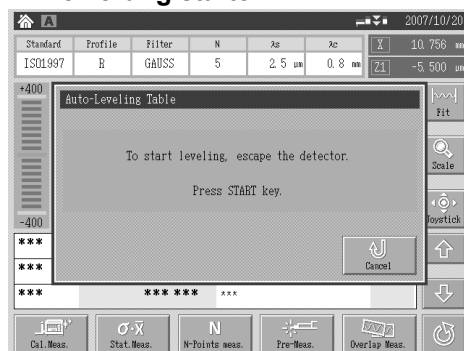 A 2007/10/20
Standard Profile Filter N λs λc X 10.756 mm
ISO1997 R GAUSS 5 2.5 μm 0.8 mm Z1 -5.500 μm
+400
Auto-Leveling Table
Fit
To start leveling, escape the detector.
Scale
Press START key.
Joystick
-400
***
Cancel
***
*** *** *** ***
Cal.Meas. σ·X̄ Stat.Meas. N N-Points meas. Pre-Meas. Overlap Meas.